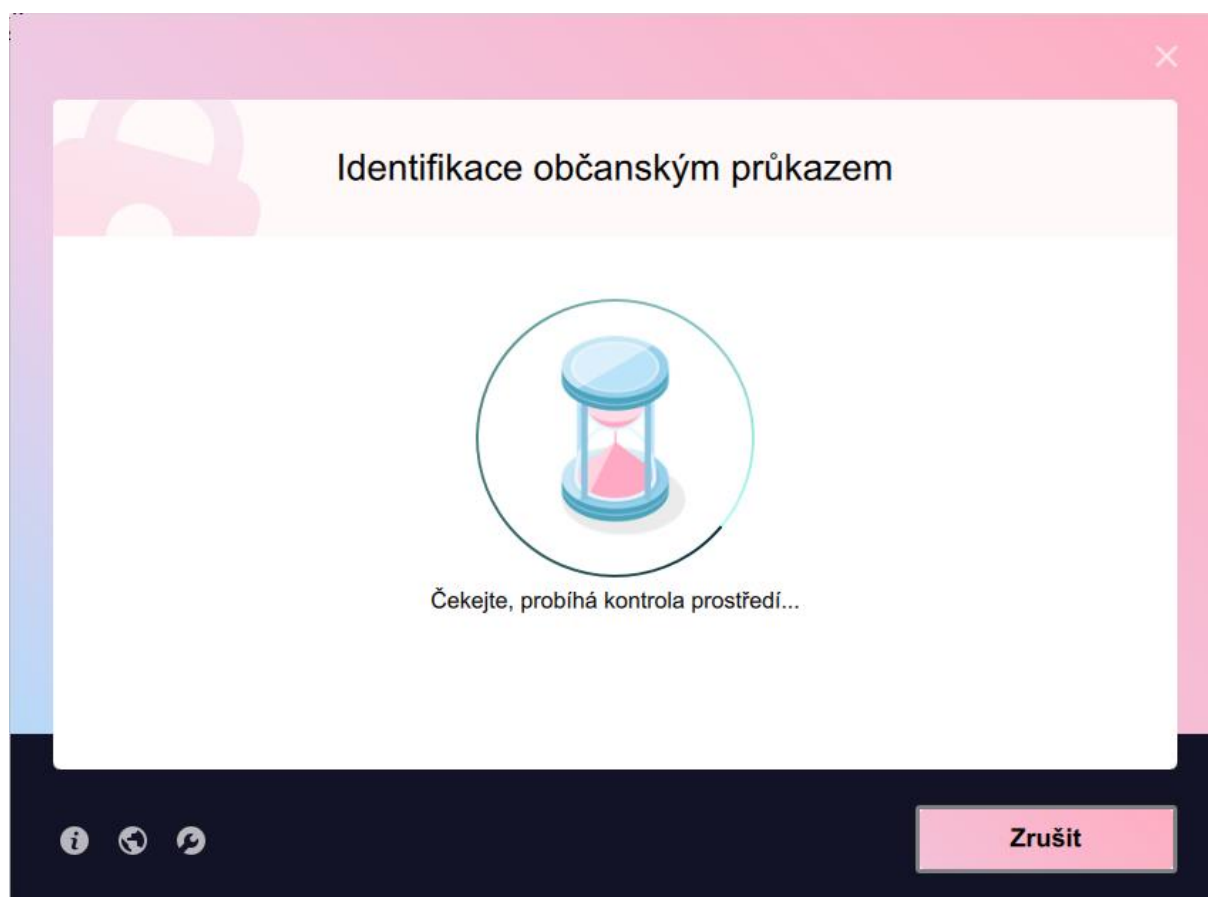 Identifikace občanským průkazem
Čekejte, probíhá kontrola prostředí...
Zrušit